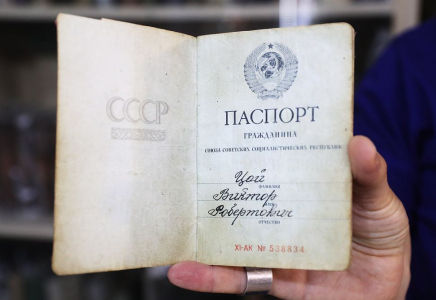 СССР
ПАСПОРТ
ГРАЖДАНИНА
СОЮЗА СОВЕТСКИХ СОЦИАЛИСТИЧЕСКИХ РЕСПУБЛИК
Цой
ФАМИЛИЯ
Виктор
ИМЯ
Робертович
ОТЧЕСТВО
XI-АК № 538834